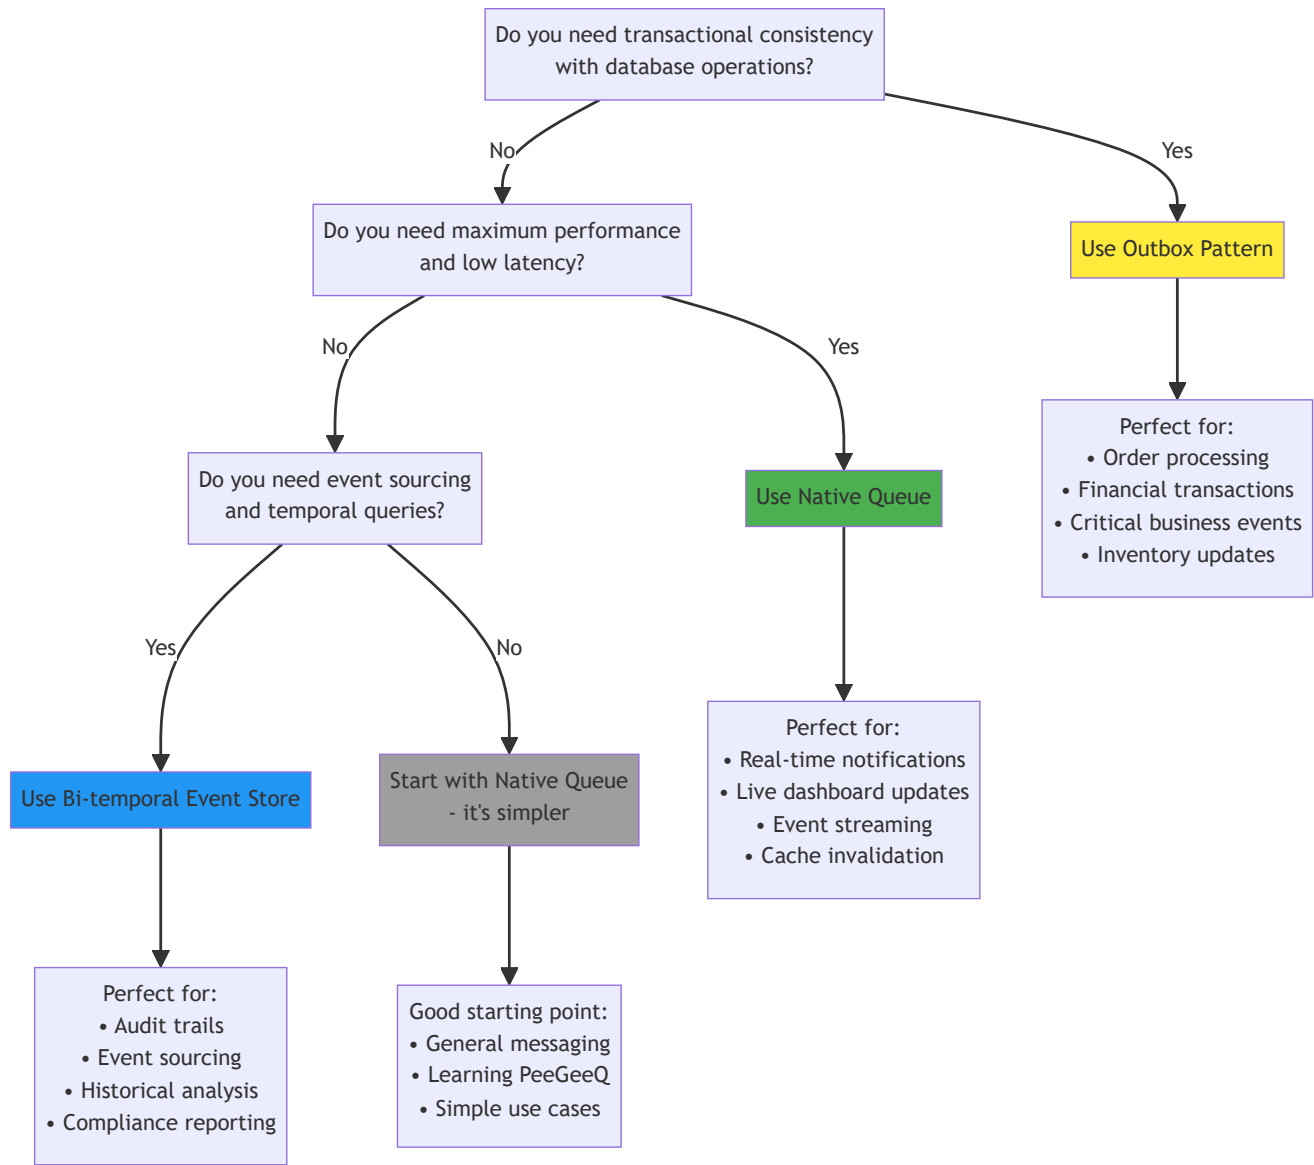 Do you need transactional consistency
with database operations?
No
Yes
Do you need maximum performance
and low latency?
Use Outbox Pattern
No
Yes
Perfect for:
• Order processing
• Financial transactions
• Critical business events
• Inventory updates
Do you need event sourcing
and temporal queries?
Use Native Queue
Yes
No
Perfect for:
• Real-time notifications
• Live dashboard updates
• Event streaming
• Cache invalidation
Use Bi-temporal Event Store
Start with Native Queue
- it's simpler
Perfect for:
• Audit trails
• Event sourcing
• Historical analysis
• Compliance reporting
Good starting point:
• General messaging
• Learning PeeGeeQ
• Simple use cases